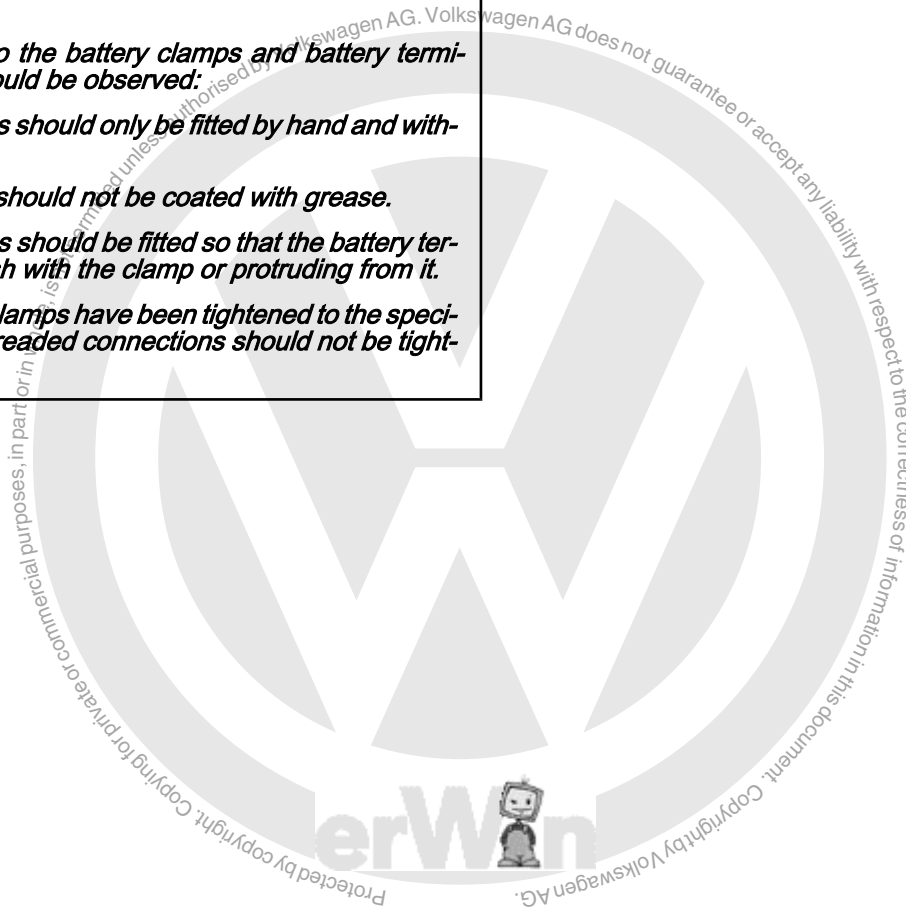 o the battery clamps and battery termi-
ould be observed:
s should only be fitted by hand and with-
should not be coated with grease.
s should be fitted so that the battery ter-
h with the clamp or protruding from it.
lamps have been tightened to the speci-
readed connections should not be tight-
Protected by copyright. Copying for private or commercial purposes, in part or in whole, is not permitted unless authorised by Volkswagen AG. Volkswagen AG does not guarantee or accept any liability with respect to the correctness of information in this document. Copyright by Volkswagen AG.
erWin